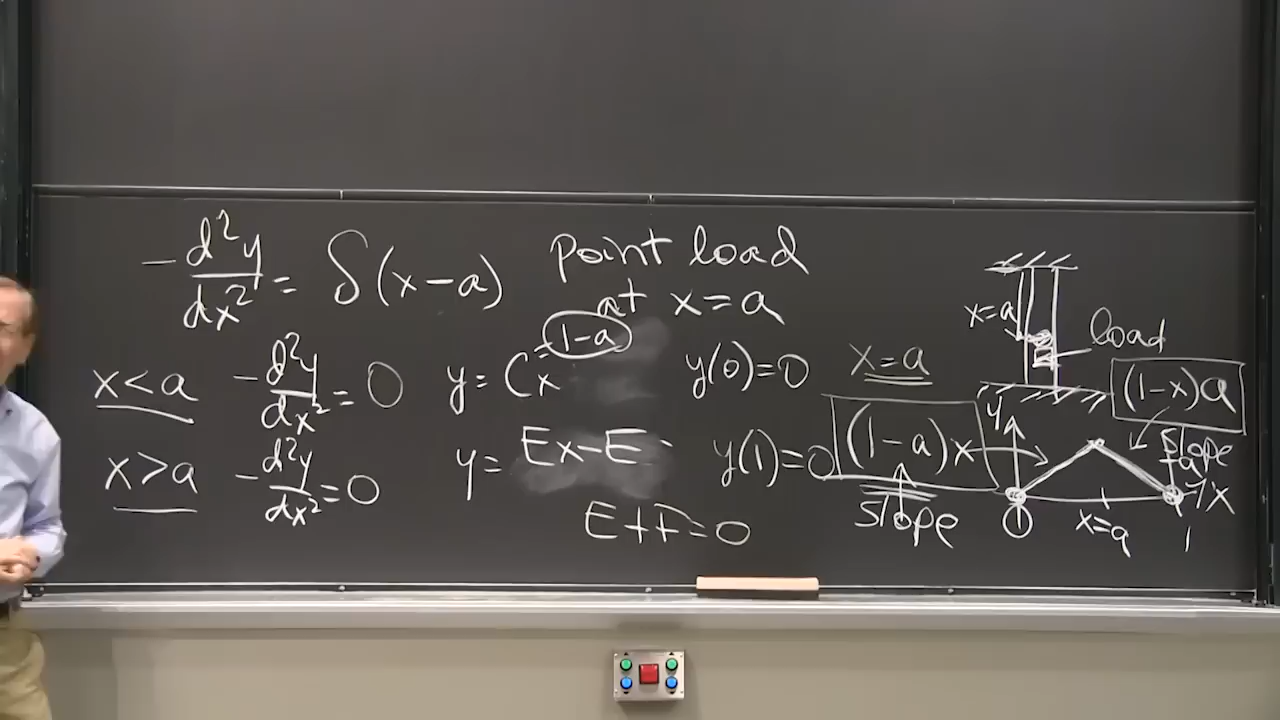 -d²y/dx² = δ(x-a) point load
at x=a
x<a -d²y/dx² = 0 y = Cx = 1-a y(0)=0
x>a -d²y/dx² = 0 y = Ex-E y(1)=0
E+F=0
x=a
(1-a)x
slope
x=a
load
(1-x)a
y
slope
-a
x
0 x=a 1